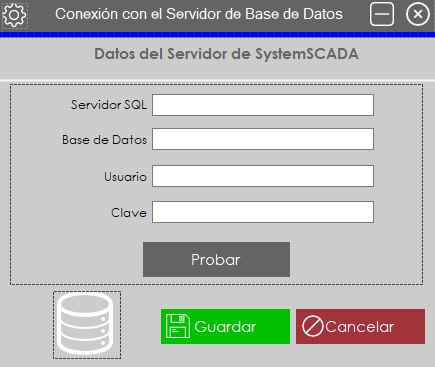 Conexión con el Servidor de Base de Datos
Datos del Servidor de SystemSCADA
Servidor SQL
Base de Datos
Usuario
Clave
Probar
Guardar
Cancelar